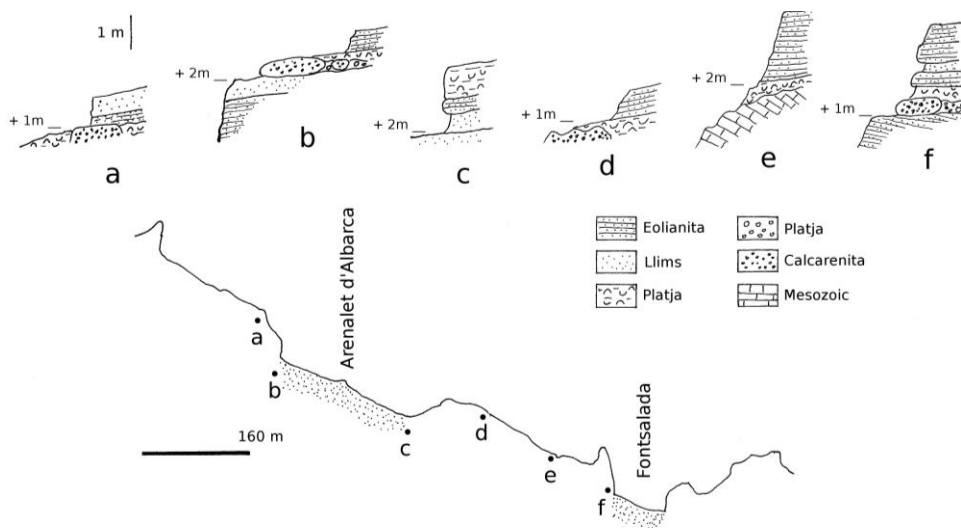 1 m
+ 1m
a
+ 2m
b
+ 2m
c
+ 1m
d
+ 2m
e
+ 1m
f
Eolianita
Llims
Platja
Platja
Calcarenita
Mesozoic
Arenalet d'Albarca
Fontsalada
a
b
c
d
e
f
160 m